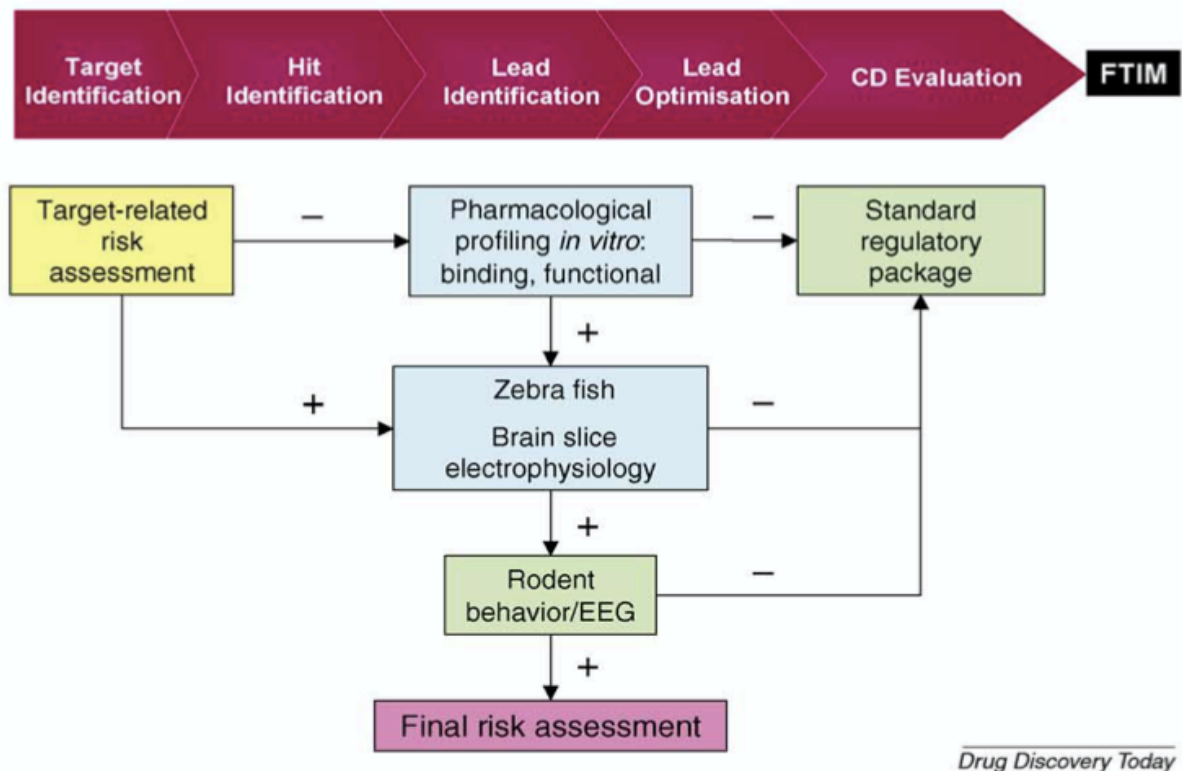 Target
Identification
Hit
Identification
Lead
Identification
Lead
Optimisation
CD Evaluation
FTIM
Target-related
risk
assessment
−
Pharmacological
profiling in vitro:
binding, functional
−
Standard
regulatory
package
+
+
Zebra fish
Brain slice
electrophysiology
−
+
Rodent
behavior/EEG
−
+
Final risk assessment
Drug Discovery Today